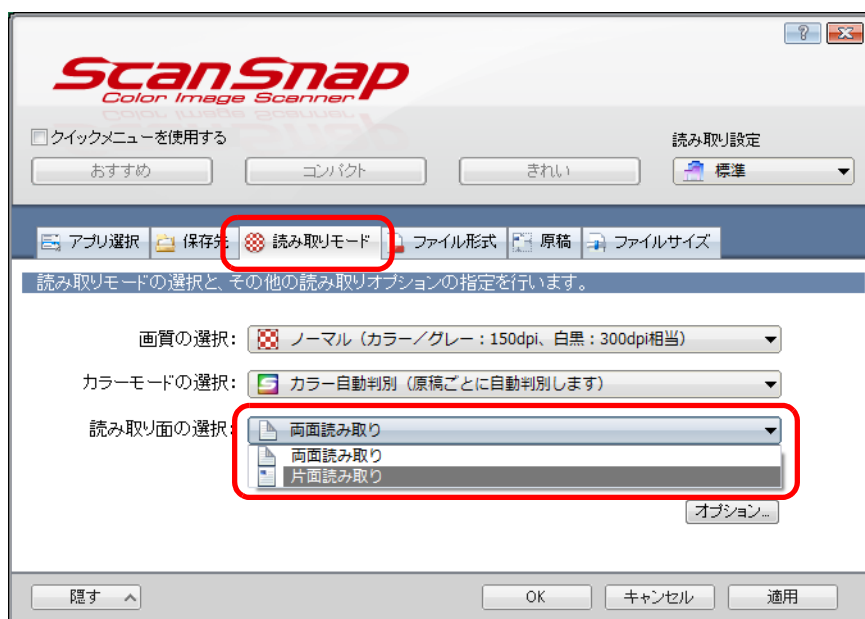 ScanSnap
Color Image Scanner
クイックメニューを使用する
読み取り設定
おすすめ
コンパクト
きれい
標準
アプリ選択
保存先
読み取りモード
ファイル形式
原稿
ファイルサイズ
読み取りモードの選択と、その他の読み取りオプションの指定を行います。
画質の選択:
ノーマル（カラー／グレー：150dpi、白黒：300dpi相当）
カラーモードの選択:
カラー自動判別（原稿ごとに自動判別します）
読み取り面の選択:
両面読み取り
両面読み取り
片面読み取り
オプション...
隠す
OK
キャンセル
適用